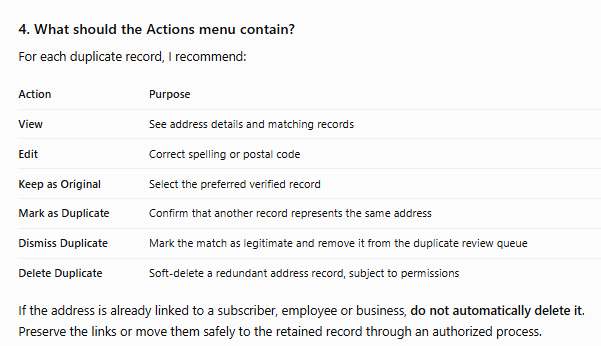 4. What should the Actions menu contain?
For each duplicate record, I recommend:
Action Purpose
View See address details and matching records
Edit Correct spelling or postal code
Keep as Original Select the preferred verified record
Mark as Duplicate Confirm that another record represents the same address
Dismiss Duplicate Mark the match as legitimate and remove it from the duplicate review queue
Delete Duplicate Soft-delete a redundant address record, subject to permissions
If the address is already linked to a subscriber, employee or business, do not automatically delete it.
Preserve the links or move them safely to the retained record through an authorized process.